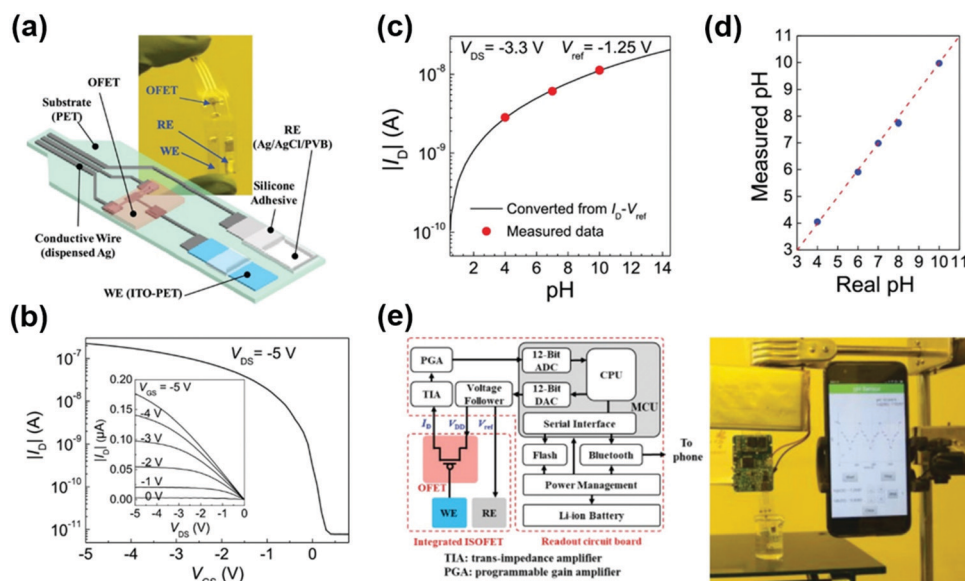 (a)
OFET
Substrate
(PET)
OFET
RE
WE
RE
(Ag/AgCl/PVB)
Silicone
Adhesive
Conductive Wire
(dispensed Ag)
WE (ITO-PET)
(b)
|I_D| (A)
10^-7
10^-8
10^-9
10^-10
10^-11
V_DS = -5 V
|I_D| (µA)
0.20
0.15
0.10
0.05
0.00
V_GS = -5 V
-4 V
-3 V
-2 V
-1 V
0 V
-5 -4 -3 -2 -1 0
V_DS (V)
-5 -4 -3 -2 -1 0
V_GS (V)
(c)
V_DS = -3.3 V V_ref = -1.25 V
|I_D| (A)
10^-8
10^-9
10^-10
Converted from I_D-V_ref
Measured data
2 4 6 8 10 12 14
pH
(d)
Measured pH
11
10
9
8
7
6
5
4
3
3 4 5 6 7 8 9 10 11
Real pH
(e)
PGA
12-Bit
ADC
CPU
TIA
Voltage
Follower
12-Bit
DAC
MCU
Serial Interface
I_D V_DD V_ref
Flash
Bluetooth
To
phone
OFET
Power Management
WE
RE
Li-ion Battery
Integrated ISOFET
Readout circuit board
TIA: trans-impedance amplifier
PGA: programmable gain amplifier